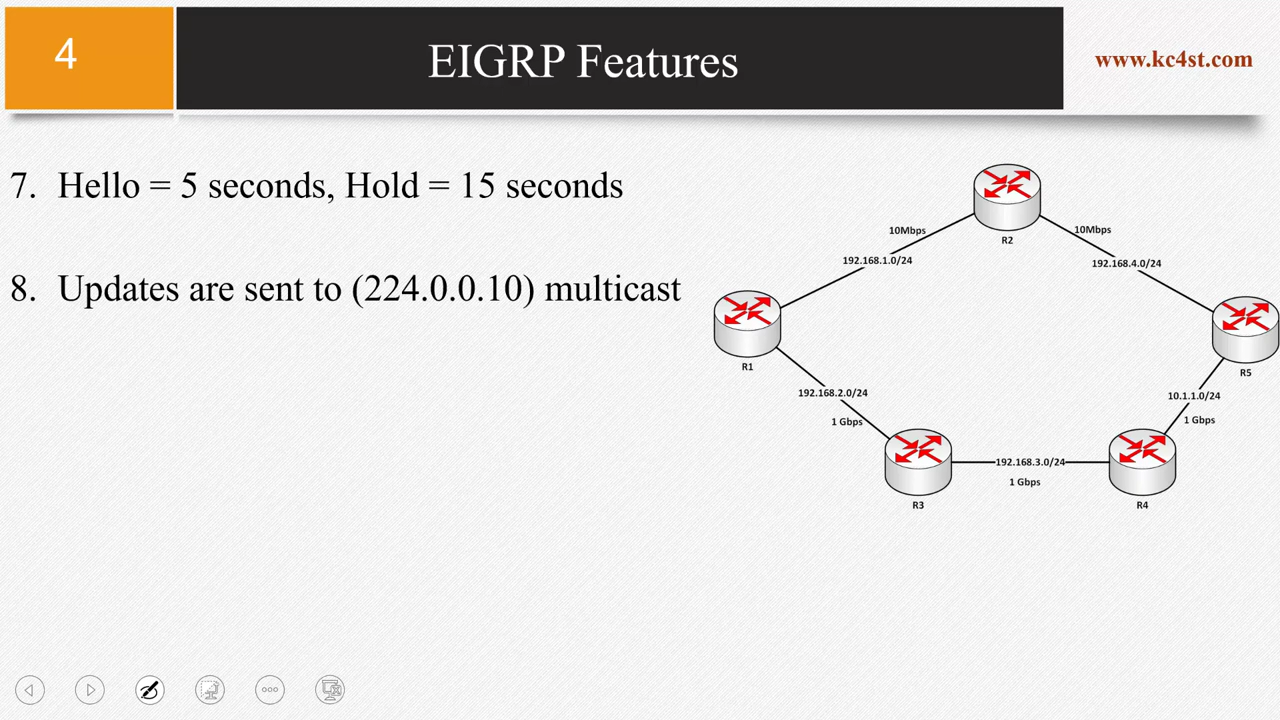 4
EIGRP Features
www.kc4st.com
7. Hello = 5 seconds, Hold = 15 seconds
8. Updates are sent to (224.0.0.10) multicast
R2
10Mbps
10Mbps
192.168.1.0/24
192.168.4.0/24
R1
R5
192.168.2.0/24
10.1.1.0/24
1 Gbps
1 Gbps
192.168.3.0/24
1 Gbps
R3
R4